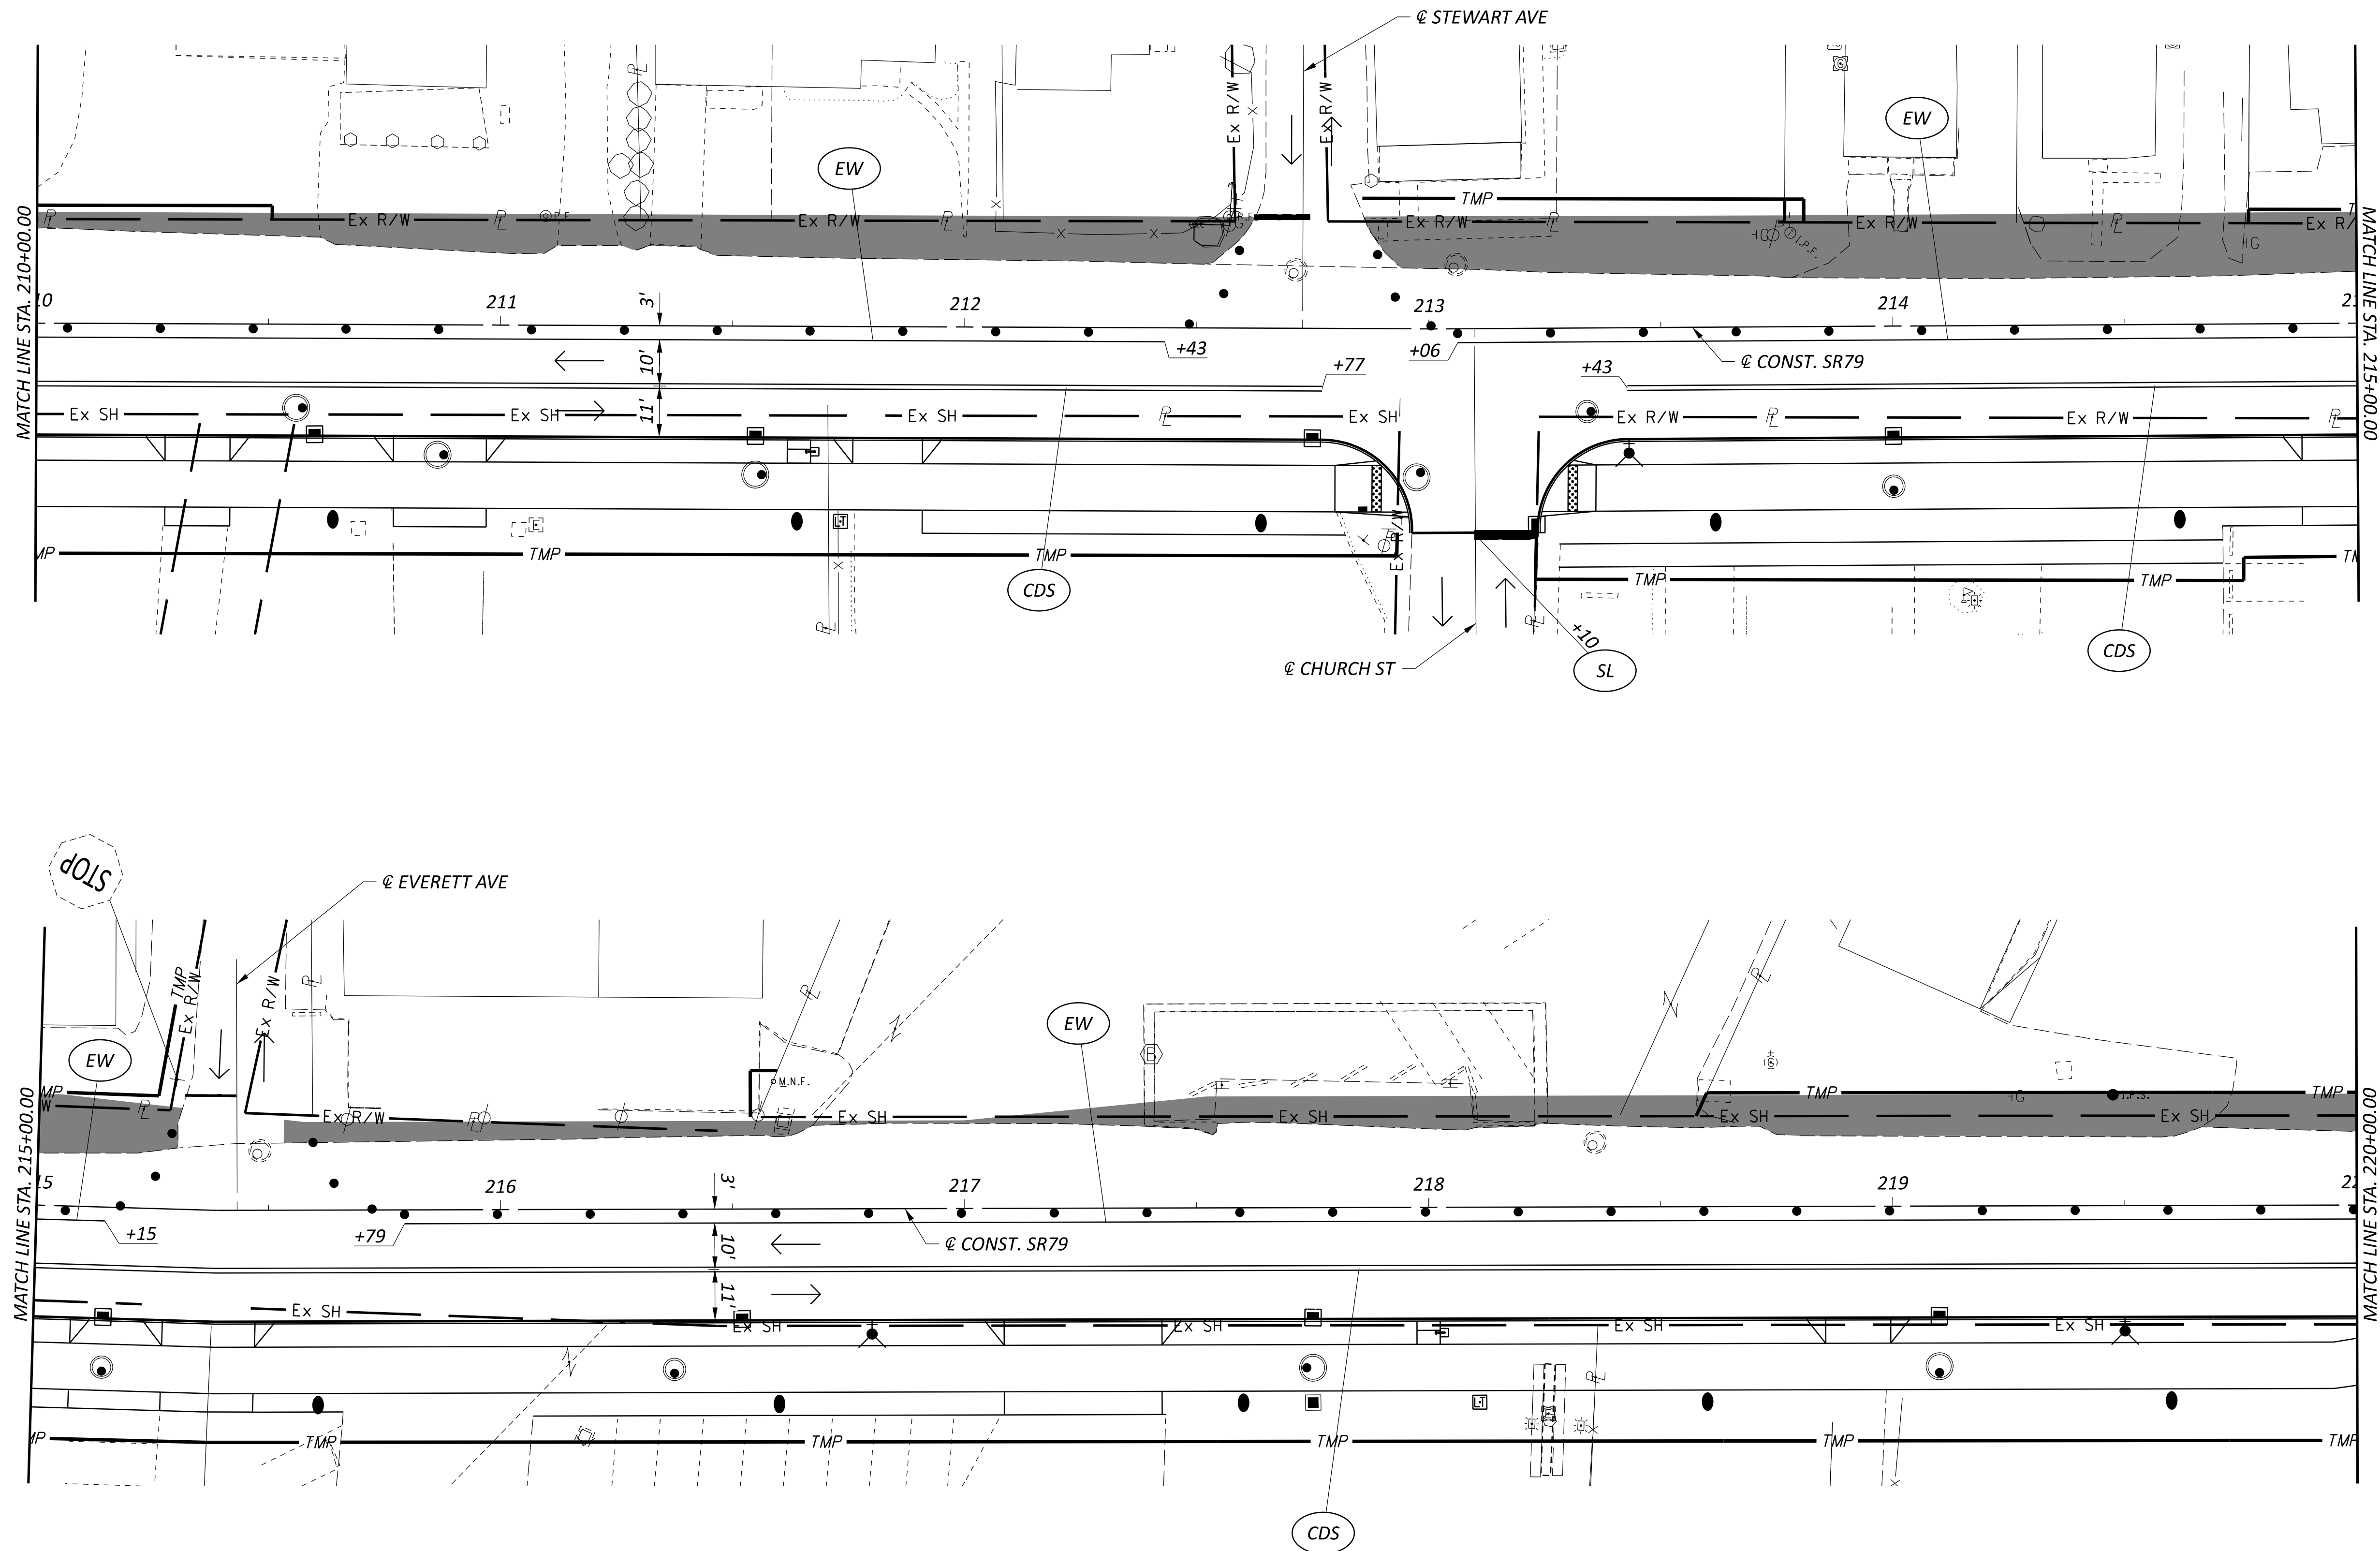 ℄ STEWART AVE
Ex R/W
Ex R/W
EW
EW
TMP
Ex R/W
Ex R/W
Ex R/W
Ex R/W
I.P.F.
MATCH LINE STA. 210+00.00
MATCH LINE STA. 215+00.00
211
3'
212
213
214
+43
+06
℄ CONST. SR79
10'
+77
+43
11'
Ex SH
Ex SH
Ex SH
Ex SH
Ex R/W
Ex R/W
LT
Ex R/W
TMP
TMP
TMP
TMP
CDS
+10
℄ CHURCH ST
SL
CDS
STOP
℄ EVERETT AVE
TMP
Ex R/W
Ex R/W
EW
EW
M.N.F.
B
TMP
TMP
I.P.S.
Ex R/W
Ex SH
Ex SH
Ex SH
Ex SH
MATCH LINE STA. 215+00.00
MATCH LINE STA. 220+00.00
216
3'
217
218
219
+15
+79
10'
℄ CONST. SR79
11'
Ex SH
Ex SH
Ex SH
Ex SH
Ex SH
LT
TMP
TMP
TMP
TMP
TMP
CDS